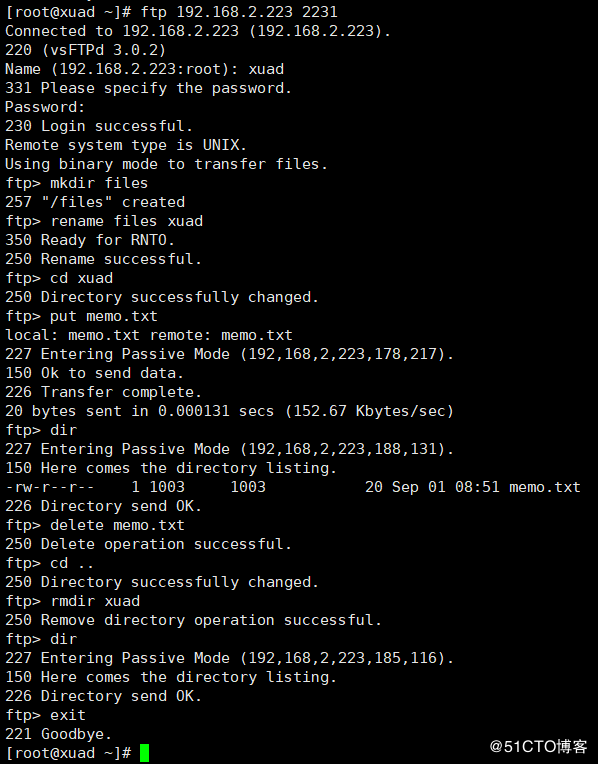 [root@xuad ~]# ftp 192.168.2.223 2231
Connected to 192.168.2.223 (192.168.2.223).
220 (vsFTPd 3.0.2)
Name (192.168.2.223:root): xuad
331 Please specify the password.
Password:
230 Login successful.
Remote system type is UNIX.
Using binary mode to transfer files.
ftp> mkdir files
257 "/files" created
ftp> rename files xuad
350 Ready for RNTO.
250 Rename successful.
ftp> cd xuad
250 Directory successfully changed.
ftp> put memo.txt
local: memo.txt remote: memo.txt
227 Entering Passive Mode (192,168,2,223,178,217).
150 Ok to send data.
226 Transfer complete.
20 bytes sent in 0.000131 secs (152.67 Kbytes/sec)
ftp> dir
227 Entering Passive Mode (192,168,2,223,188,131).
150 Here comes the directory listing.
-rw-r--r--    1 1003     1003           20 Sep 01 08:51 memo.txt
226 Directory send OK.
ftp> delete memo.txt
250 Delete operation successful.
ftp> cd ..
250 Directory successfully changed.
ftp> rmdir xuad
250 Remove directory operation successful.
ftp> dir
227 Entering Passive Mode (192,168,2,223,185,116).
150 Here comes the directory listing.
226 Directory send OK.
ftp> exit
221 Goodbye.
[root@xuad ~]#
@51CTO博客